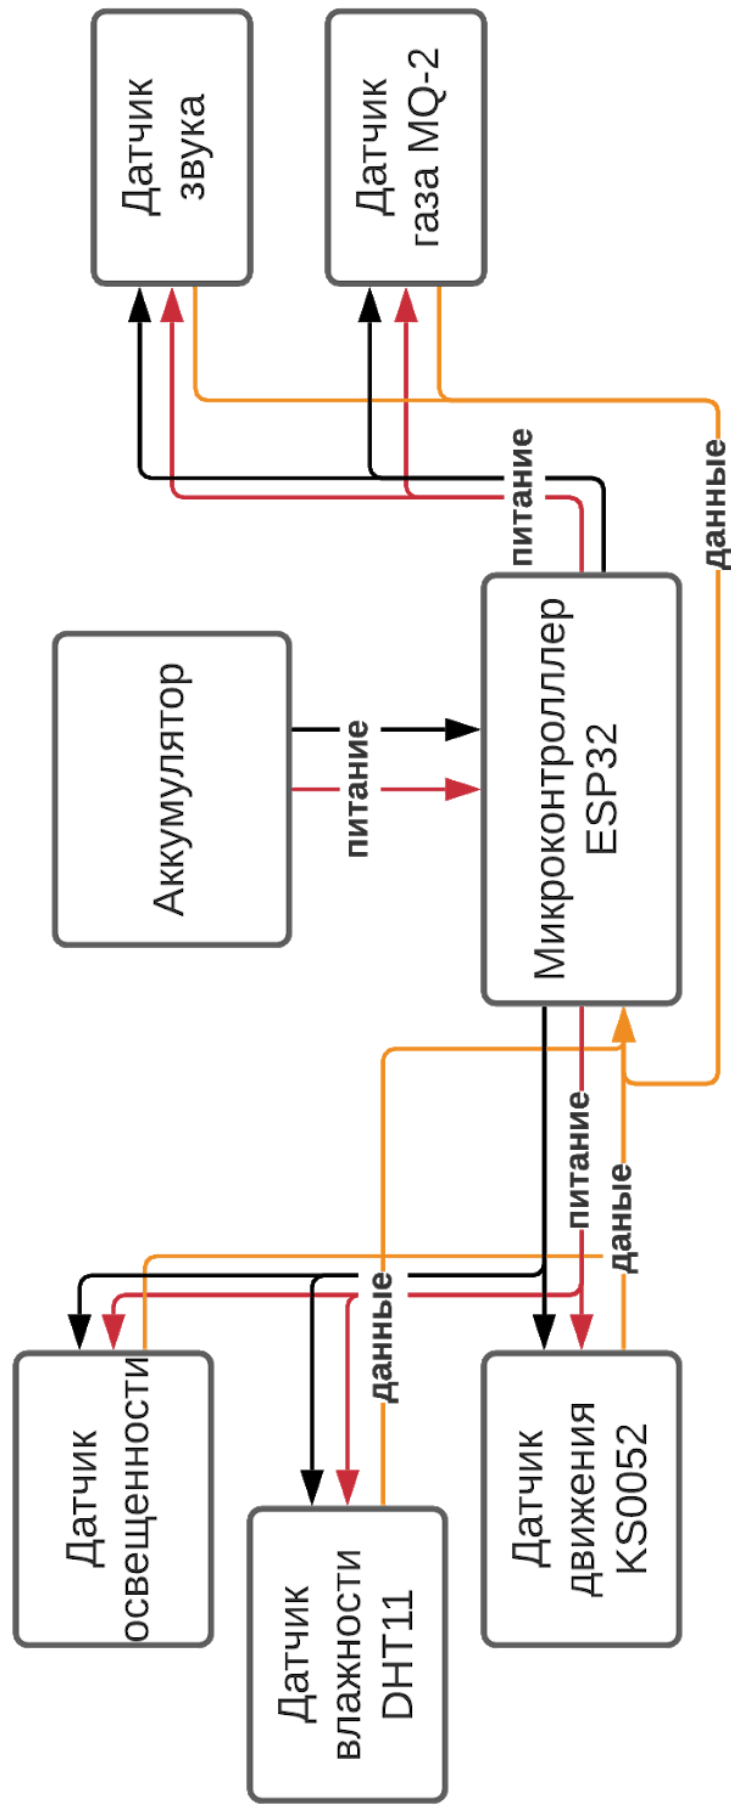 Датчик
освещенности
Аккумулятор
Датчик
звука
питание
Датчик
влажности
DHT11
данные
Датчик
газа MQ-2
питание
Датчик
движения
KS0052
питание
даные
Микроконтролллер
ESP32
данные